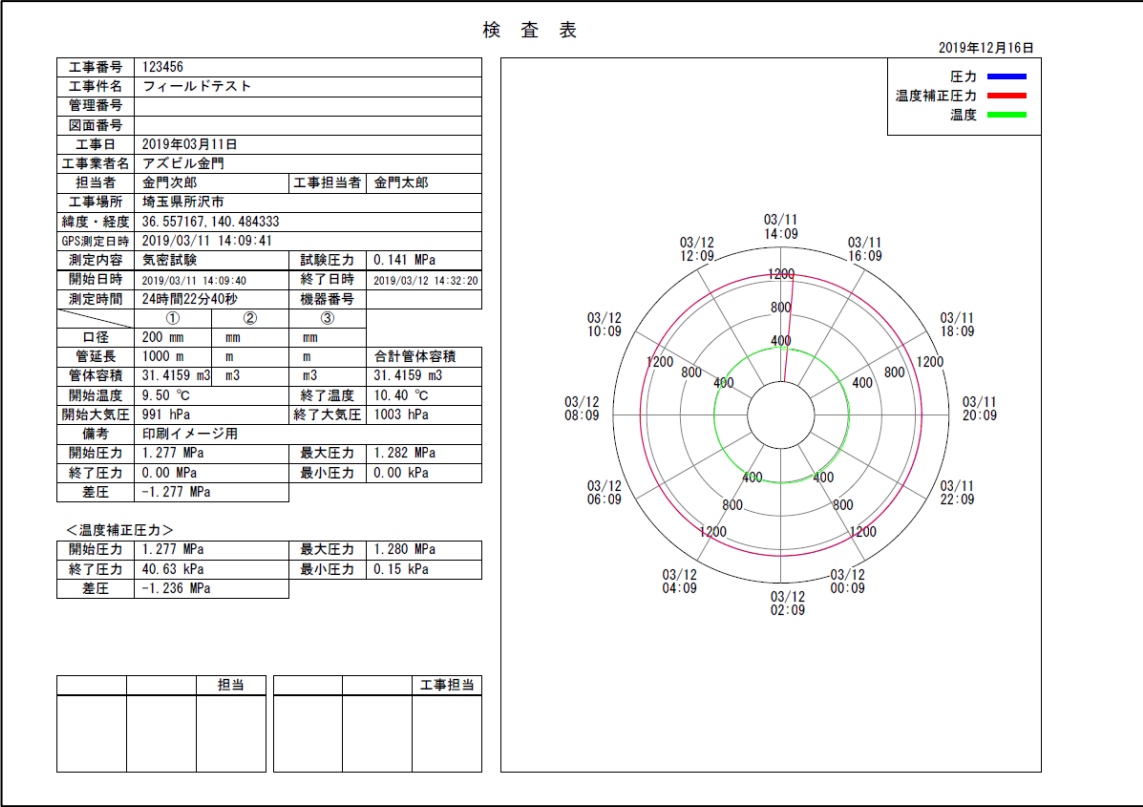 検 査 表
2019年12月16日
工事番号 123456
工事件名 フィールドテスト
管理番号
図面番号
工事日 2019年03月11日
工事業者名 アズビル金門
担当者 金門次郎 工事担当者 金門太郎
工事場所 埼玉県所沢市
緯度・経度 36.557167,140.484333
GPS測定日時 2019/03/11 14:09:41
測定内容 気密試験 試験圧力 0.141 MPa
開始日時 2019/03/11 14:09:40 終了日時 2019/03/12 14:32:20
測定時間 24時間22分40秒 機器番号
① ② ③
口径 200 mm mm mm
管延長 1000 m m m 合計管体容積
管体容積 31.4159 m3 m3 m3 31.4159 m3
開始温度 9.50 ℃ 終了温度 10.40 ℃
開始大気圧 991 hPa 終了大気圧 1003 hPa
備考 印刷イメージ用
開始圧力 1.277 MPa 最大圧力 1.282 MPa
終了圧力 0.00 MPa 最小圧力 0.00 kPa
差圧 -1.277 MPa
＜温度補正圧力＞
開始圧力 1.277 MPa 最大圧力 1.280 MPa
終了圧力 40.63 kPa 最小圧力 0.15 kPa
差圧 -1.236 MPa
担当 工事担当
圧力
温度補正圧力
温度
03/11
14:09
03/11
16:09
03/11
18:09
03/11
20:09
03/11
22:09
03/12
00:09
03/12
02:09
03/12
04:09
03/12
06:09
03/12
08:09
03/12
10:09
03/12
12:09
1200
800
400
1200
800
400
400
800
1200
400
800
1200
400
800
1200